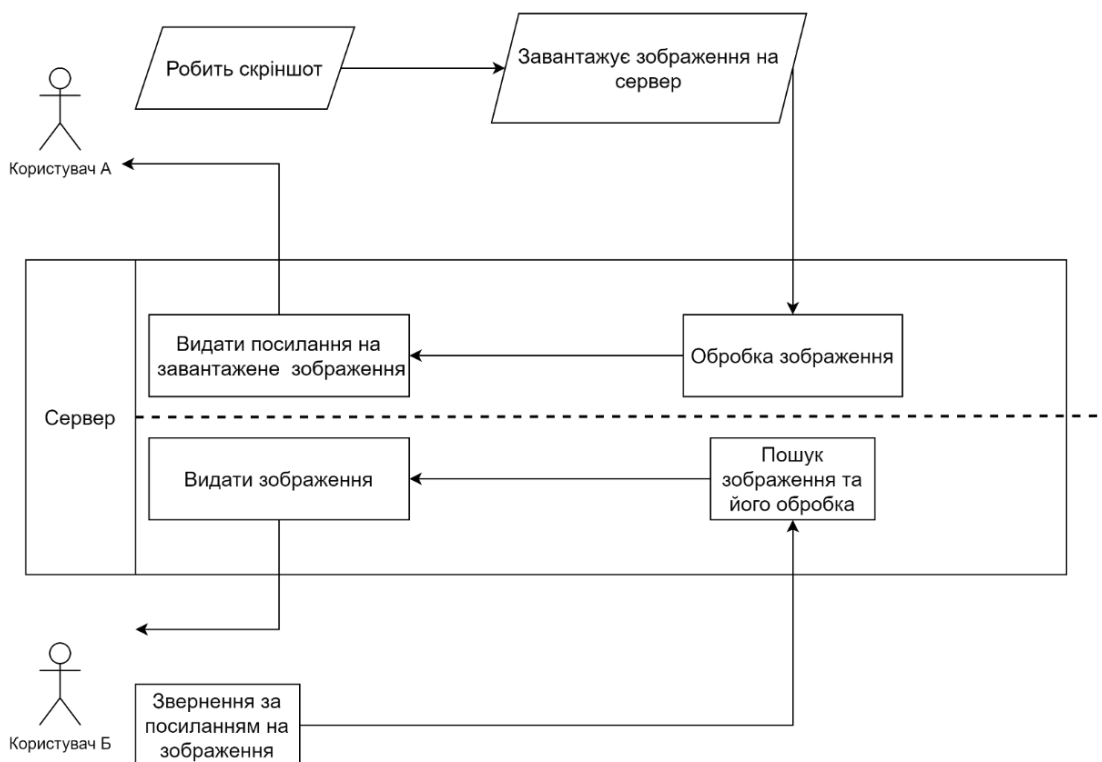 Робить скріншот
Завантажує зображення на
сервер
Користувач А
Видати посилання на
завантажене зображення
Обробка зображення
Сервер
Видати зображення
Пошук
зображення та
його обробка
Користувач Б
Звернення за
посиланням на
зображення